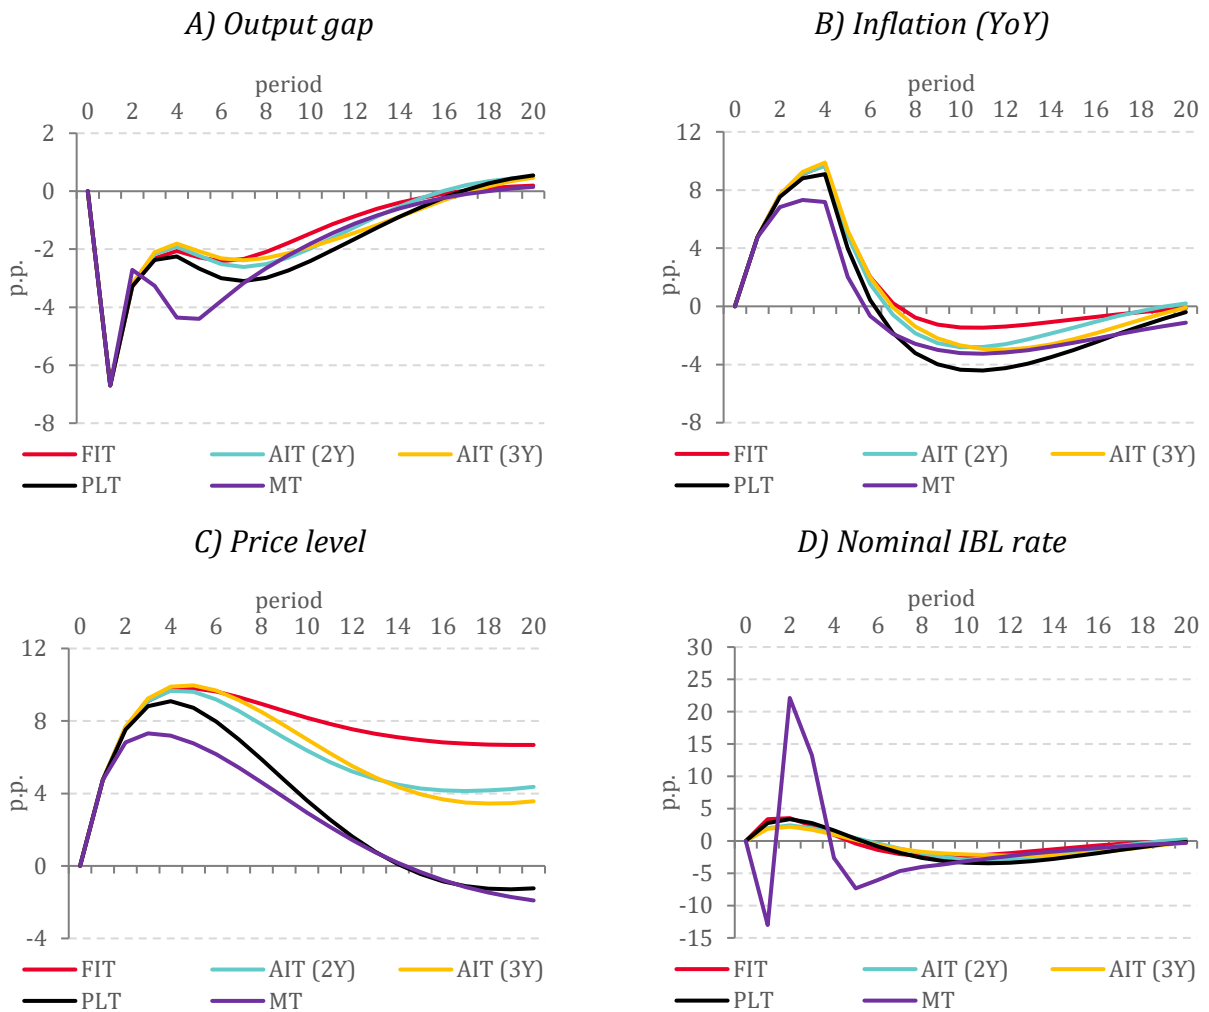 A) Output gap
period
0 2 4 6 8 10 12 14 16 18 20
2
0
-2
-4
-6
-8
p.p.
FIT AIT (2Y) AIT (3Y)
PLT MT
B) Inflation (YoY)
period
0 2 4 6 8 10 12 14 16 18 20
12
8
4
0
-4
-8
p.p.
FIT AIT (2Y) AIT (3Y)
PLT MT
C) Price level
period
0 2 4 6 8 10 12 14 16 18 20
12
8
4
0
-4
p.p.
FIT AIT (2Y) AIT (3Y)
PLT MT
D) Nominal IBL rate
period
0 2 4 6 8 10 12 14 16 18 20
30
25
20
15
10
5
0
-5
-10
-15
p.p.
FIT AIT (2Y) AIT (3Y)
PLT MT